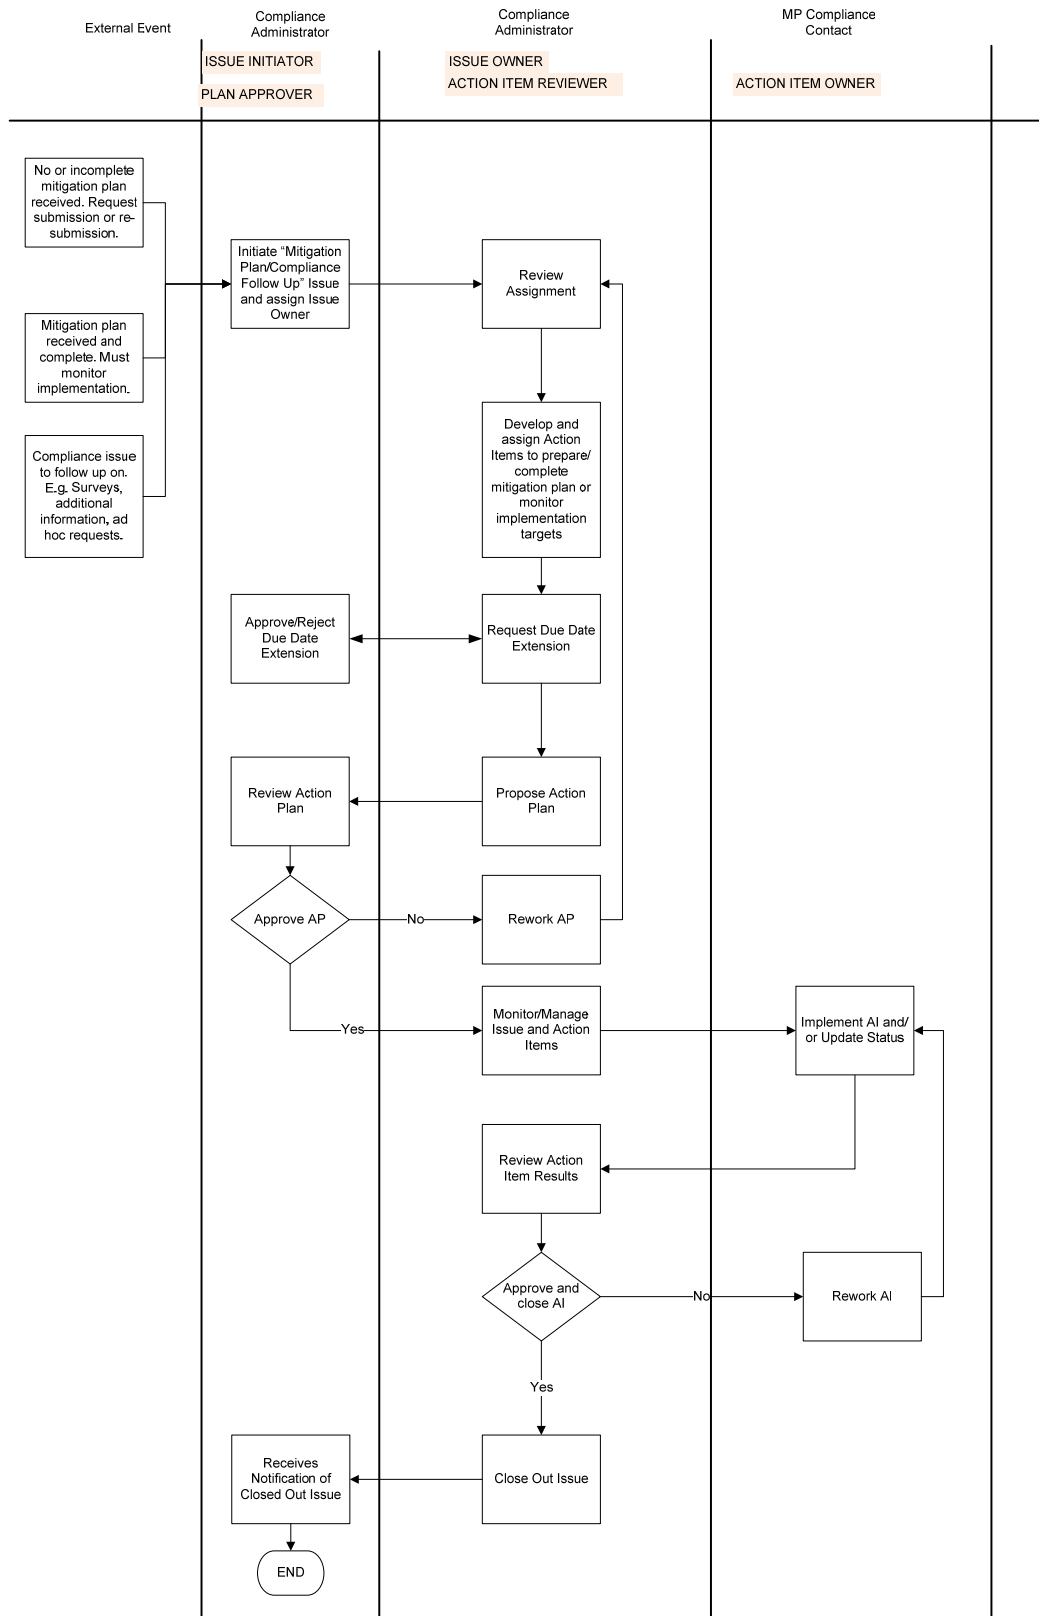 External Event
Compliance
Administrator
Compliance
Administrator
MP Compliance
Contact
ISSUE INITIATOR
PLAN APPROVER
ISSUE OWNER
ACTION ITEM REVIEWER
ACTION ITEM OWNER
No or incomplete
mitigation plan
received. Request
submission or re-
submission.
Initiate “Mitigation
Plan/Compliance
Follow Up” Issue
and assign Issue
Owner
Review
Assignment
Mitigation plan
received and
complete. Must
monitor
implementation.
Compliance issue
to follow up on.
E.g. Surveys,
additional
information, ad
hoc requests.
Develop and
assign Action
Items to prepare/
complete
mitigation plan or
monitor
implementation
targets
Approve/Reject
Due Date
Extension
Request Due Date
Extension
Review Action
Plan
Propose Action
Plan
Approve AP
No
Rework AP
Yes
Monitor/Manage
Issue and Action
Items
Implement AI and/
or Update Status
Review Action
Item Results
Approve and
close AI
No
Rework AI
Yes
Receives
Notification of
Closed Out Issue
Close Out Issue
END